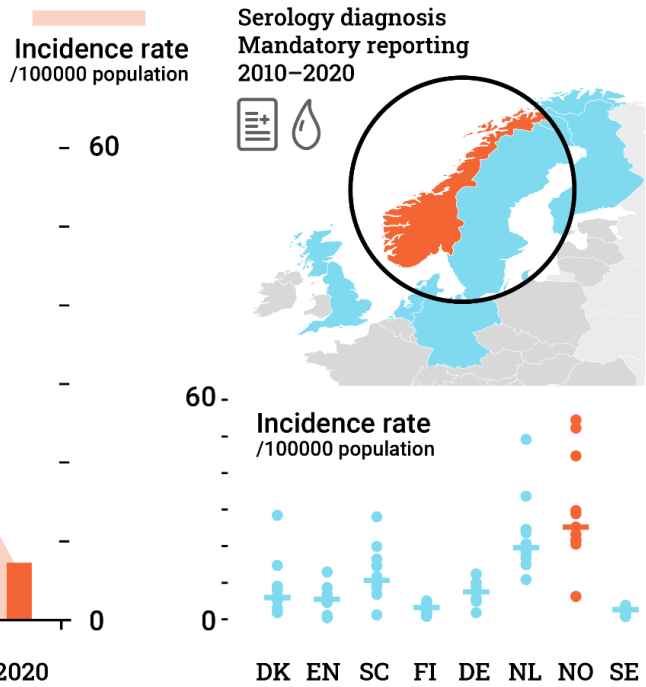 Incidence rate
/100000 population
60
0
2020
Serology diagnosis
Mandatory reporting
2010–2020
60
Incidence rate
/100000 population
0
DK EN SC FI DE NL NO SE